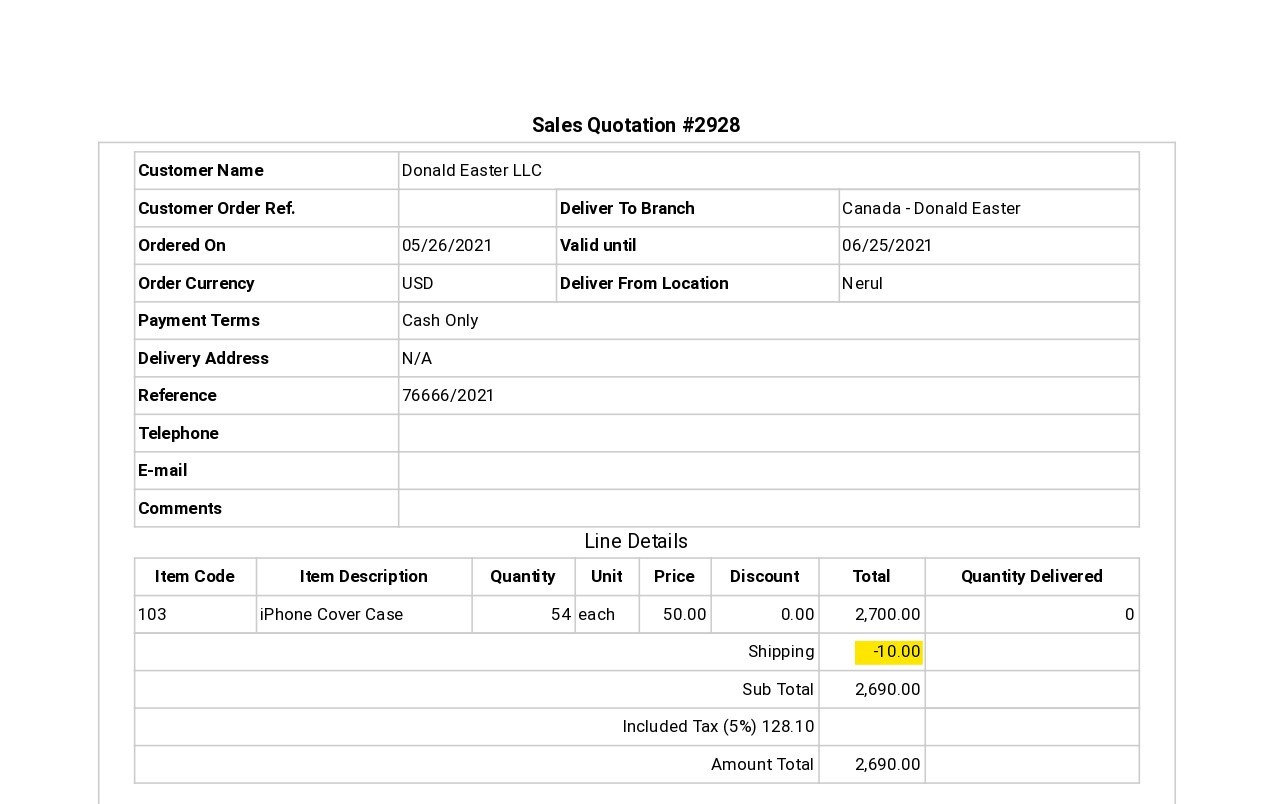 Sales Quotation #2928
Customer Name Donald Easter LLC
Customer Order Ref. Deliver To Branch Canada - Donald Easter
Ordered On 05/26/2021 Valid until 06/25/2021
Order Currency USD Deliver From Location Nerul
Payment Terms Cash Only
Delivery Address N/A
Reference 76666/2021
Telephone
E-mail
Comments
Line Details
Item Code Item Description Quantity Unit Price Discount Total Quantity Delivered
103 iPhone Cover Case 54 each 50.00 0.00 2,700.00 0
Shipping -10.00
Sub Total 2,690.00
Included Tax (5%) 128.10
Amount Total 2,690.00